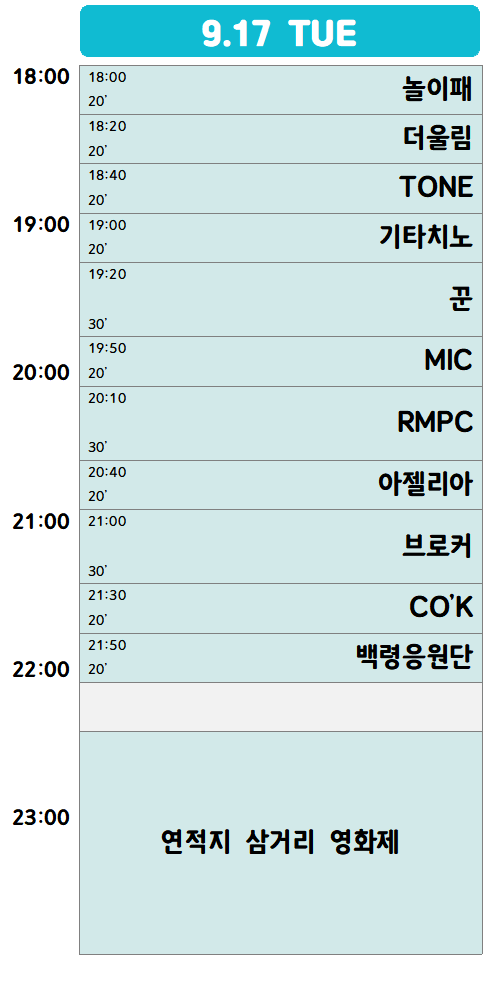 9.17 TUE
18:00
18:00
20'
놀이패
18:20
20'
더울림
18:40
20'
TONE
19:00
19:00
20'
기타치노
19:20
30'
꾼
19:50
20'
MIC
20:00
20:10
30'
RMPC
20:40
20'
아젤리아
21:00
21:00
30'
브로커
21:30
20'
CO'K
21:50
20'
백령응원단
22:00
23:00
연적지 삼거리 영화제